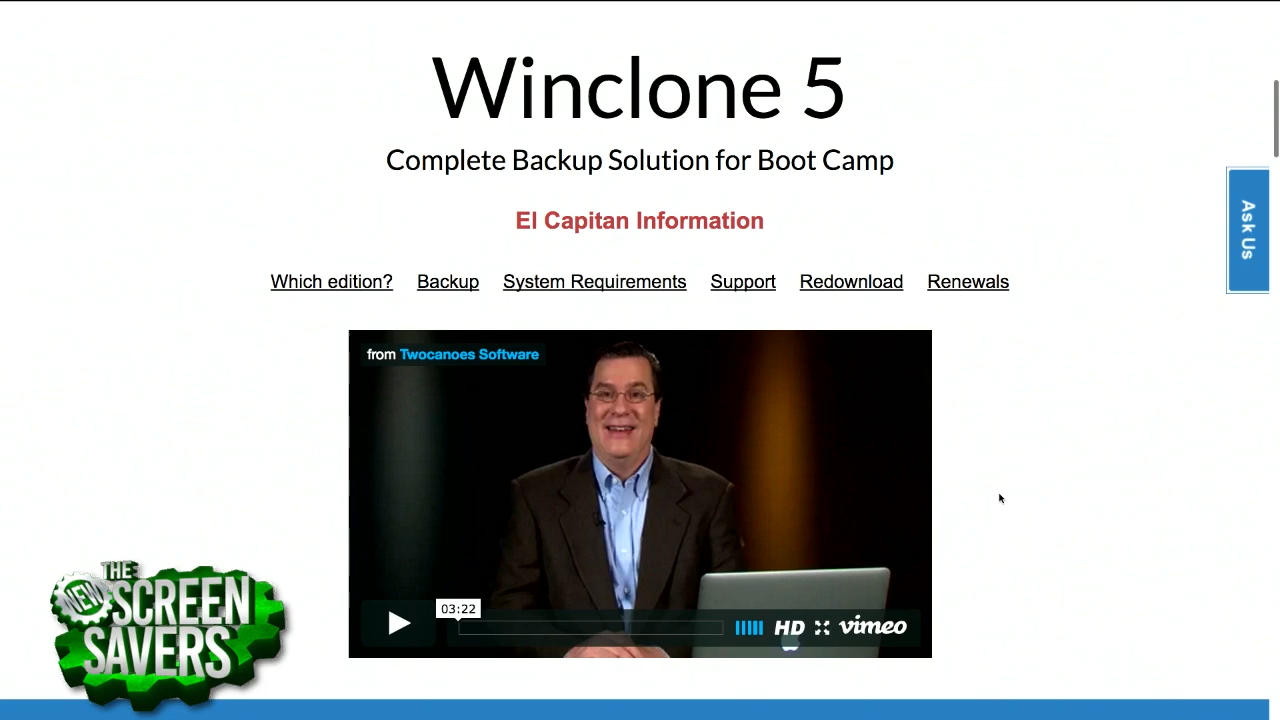 Winclone 5
Complete Backup Solution for Boot Camp
El Capitan Information
Which edition? Backup System Requirements Support Redownload Renewals
Ask Us
from Twocanoes Software
03:22
HD vimeo
THE
NEW SCREEN
SAVERS